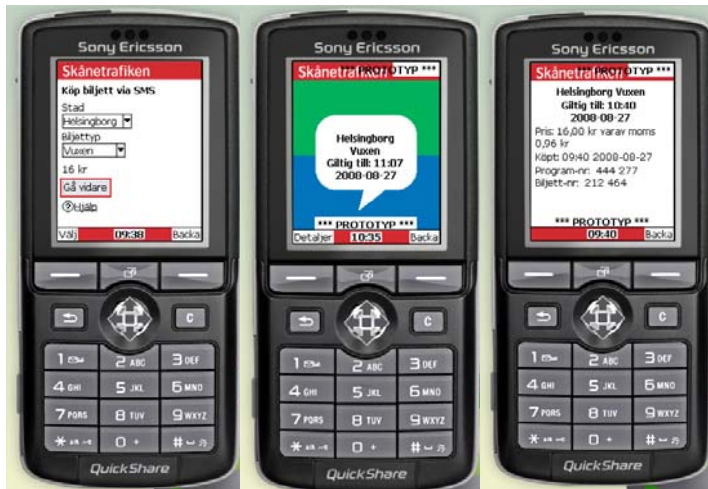 Sony Ericsson
Skånetrafiken
Köp biljett via SMS
Stad
Helsingborg
Biljettyp
Vuxen
16 kr
Gå vidare
?Hjälp
Välj 09:38 Backa
1
2 ABC
3 DEF
4 GHI
5 JKL
6 MNO
7 PQRS
8 TUV
9 WXYZ
* a/A
0 +
#
C
QuickShare
Sony Ericsson
Skånetrafiken
*** PROTOTYP ***
Helsingborg
Vuxen
Giltig till: 11:07
2008-08-27
*** PROTOTYP ***
Detaljer 10:35 Backa
C
1
2 ABC
3 DEF
4 GHI
5 JKL
6 MNO
7 PQRS
8 TUV
9 WXYZ
* a/A
0 +
#
QuickShare
Sony Ericsson
Skånetrafiken
*** PROTOTYP ***
Helsingborg Vuxen
Giltig till: 10:40
2008-08-27
Pris: 16,00 kr varav moms
0,96 kr
Köpt: 09:40 2008-08-27
Program-nr: 444 277
Biljett-nr: 212 464
*** PROTOTYP ***
09:40 Backa
C
1
2 ABC
3 DEF
4 GHI
5 JKL
6 MNO
7 PQRS
8 TUV
9 WXYZ
* a/A
0 +
#
QuickShare